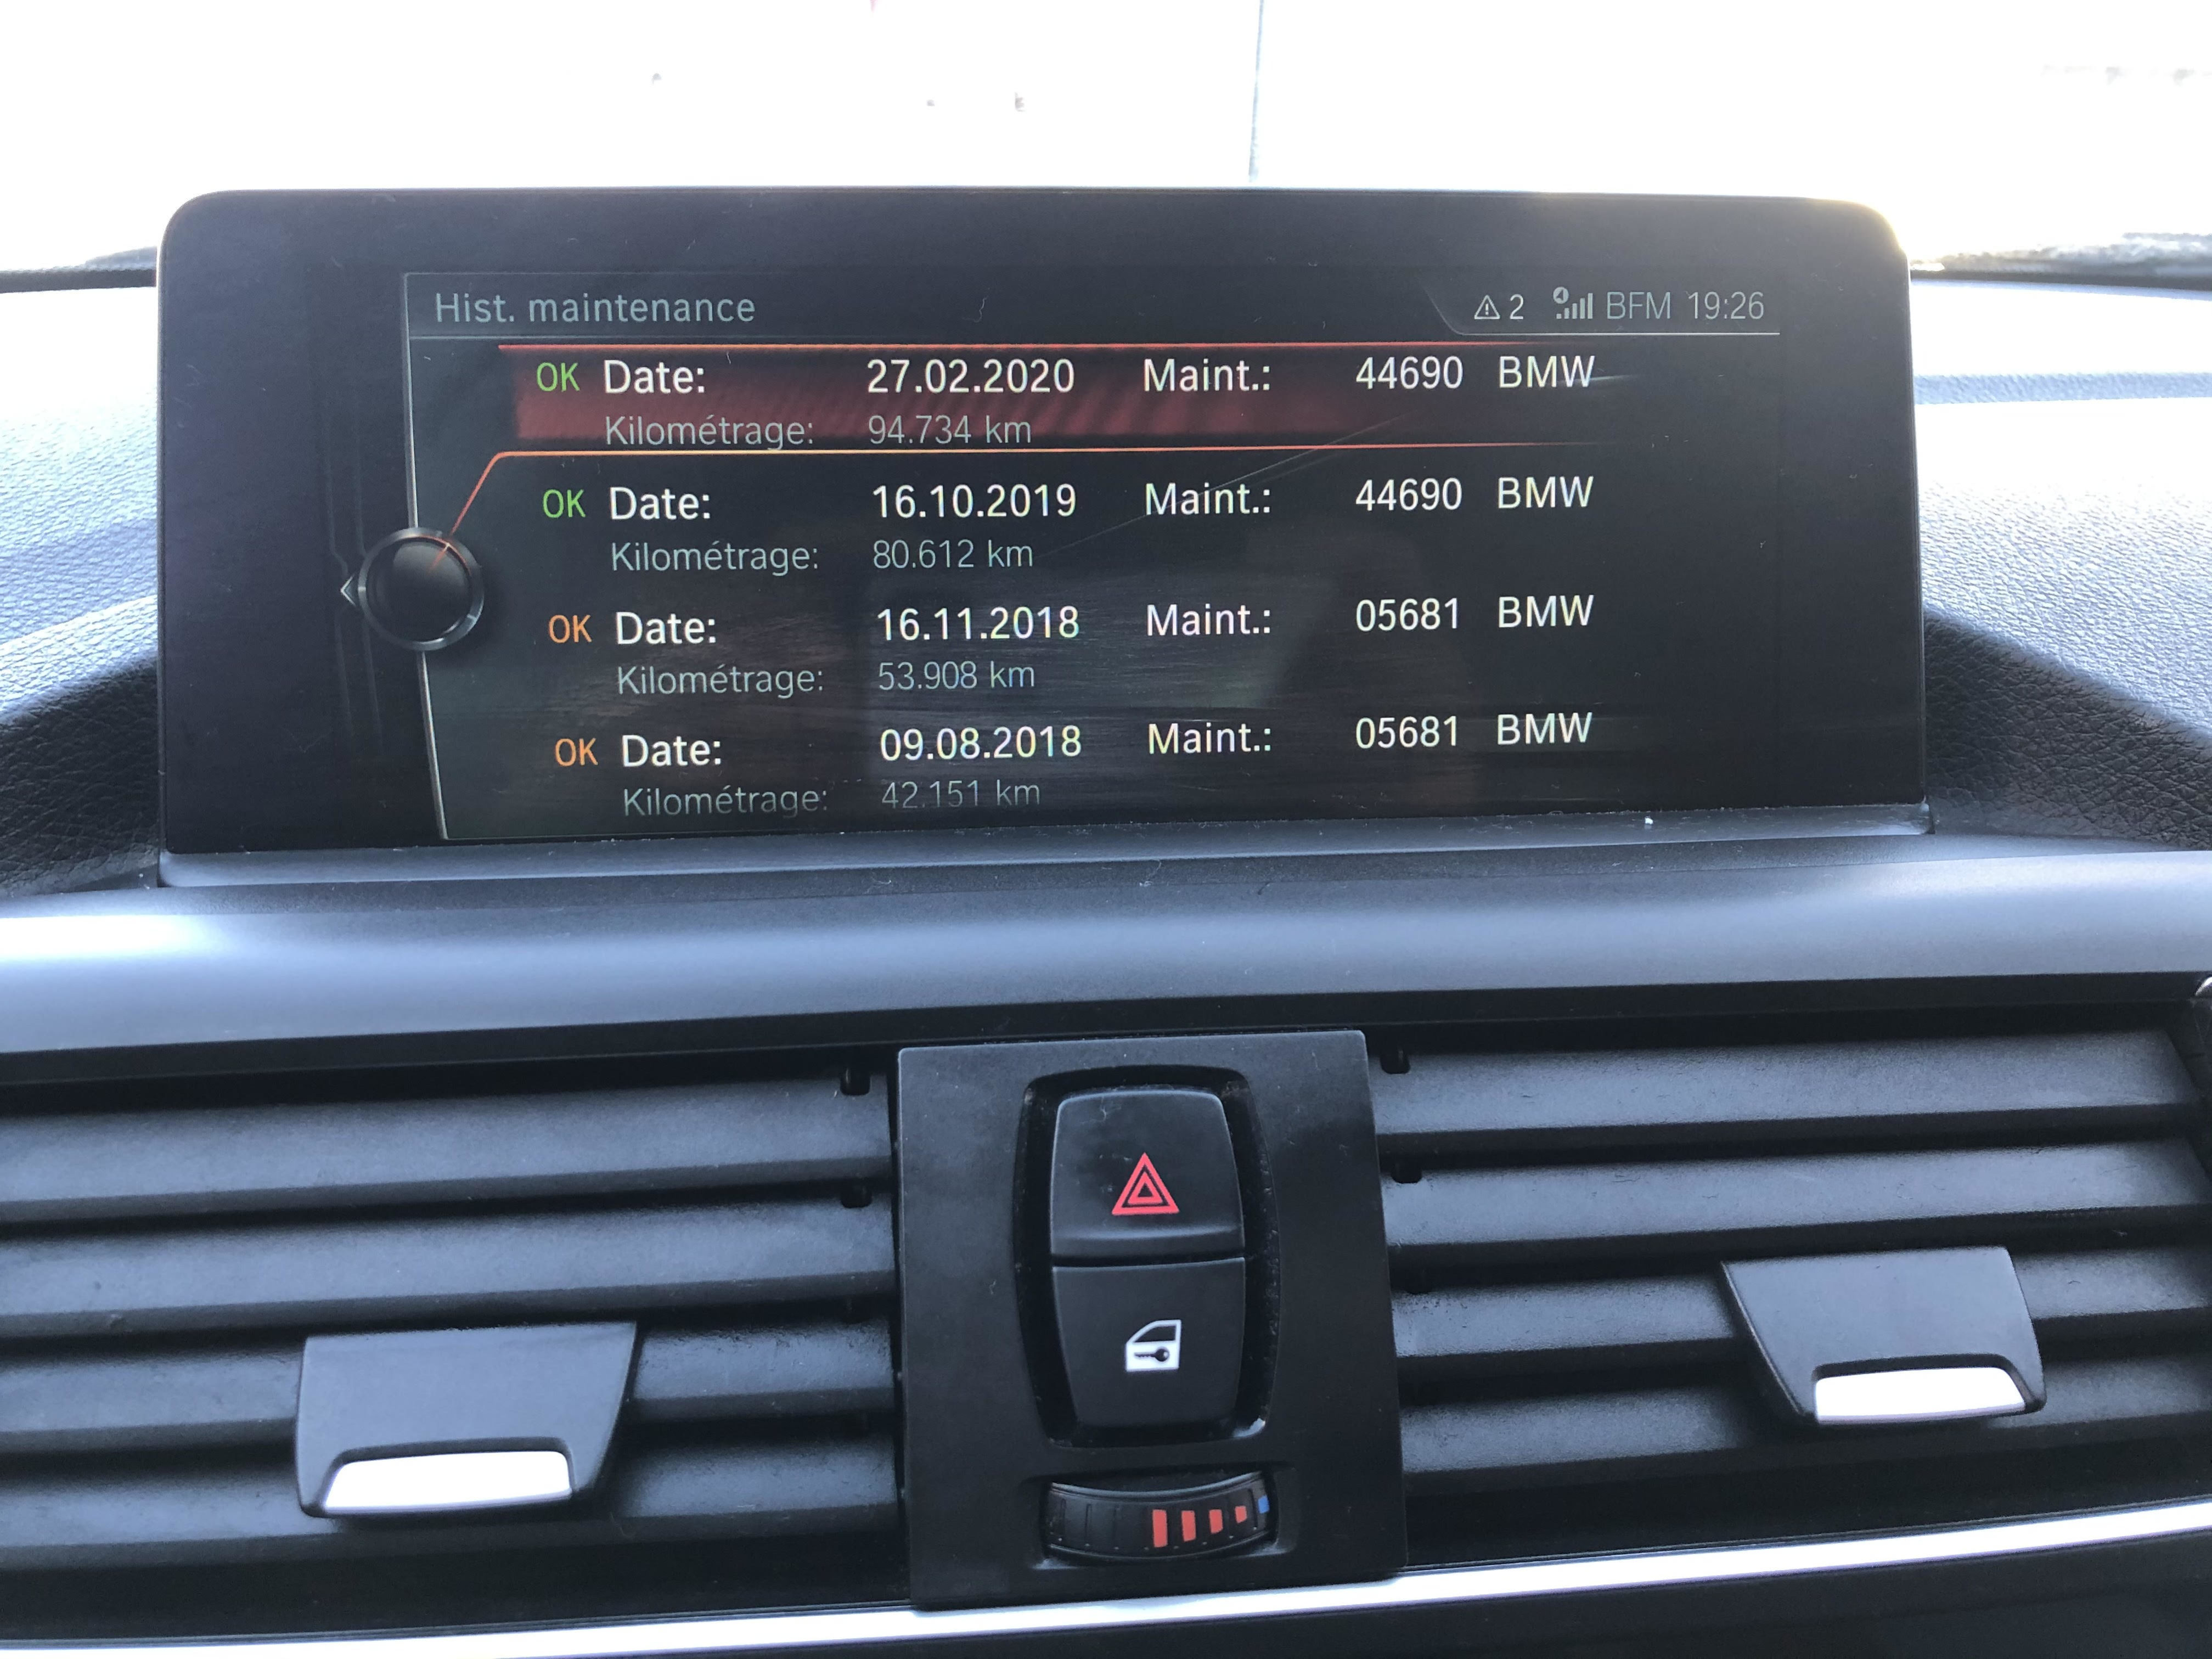 Hist. maintenance 2 BFM 19:26
OK Date: 27.02.2020 Maint.: 44690 BMW
Kilométrage: 94.734 km
OK Date: 16.10.2019 Maint.: 44690 BMW
Kilométrage: 80.612 km
OK Date: 16.11.2018 Maint.: 05681 BMW
Kilométrage: 53.908 km
OK Date: 09.08.2018 Maint.: 05681 BMW
Kilométrage: 42.151 km